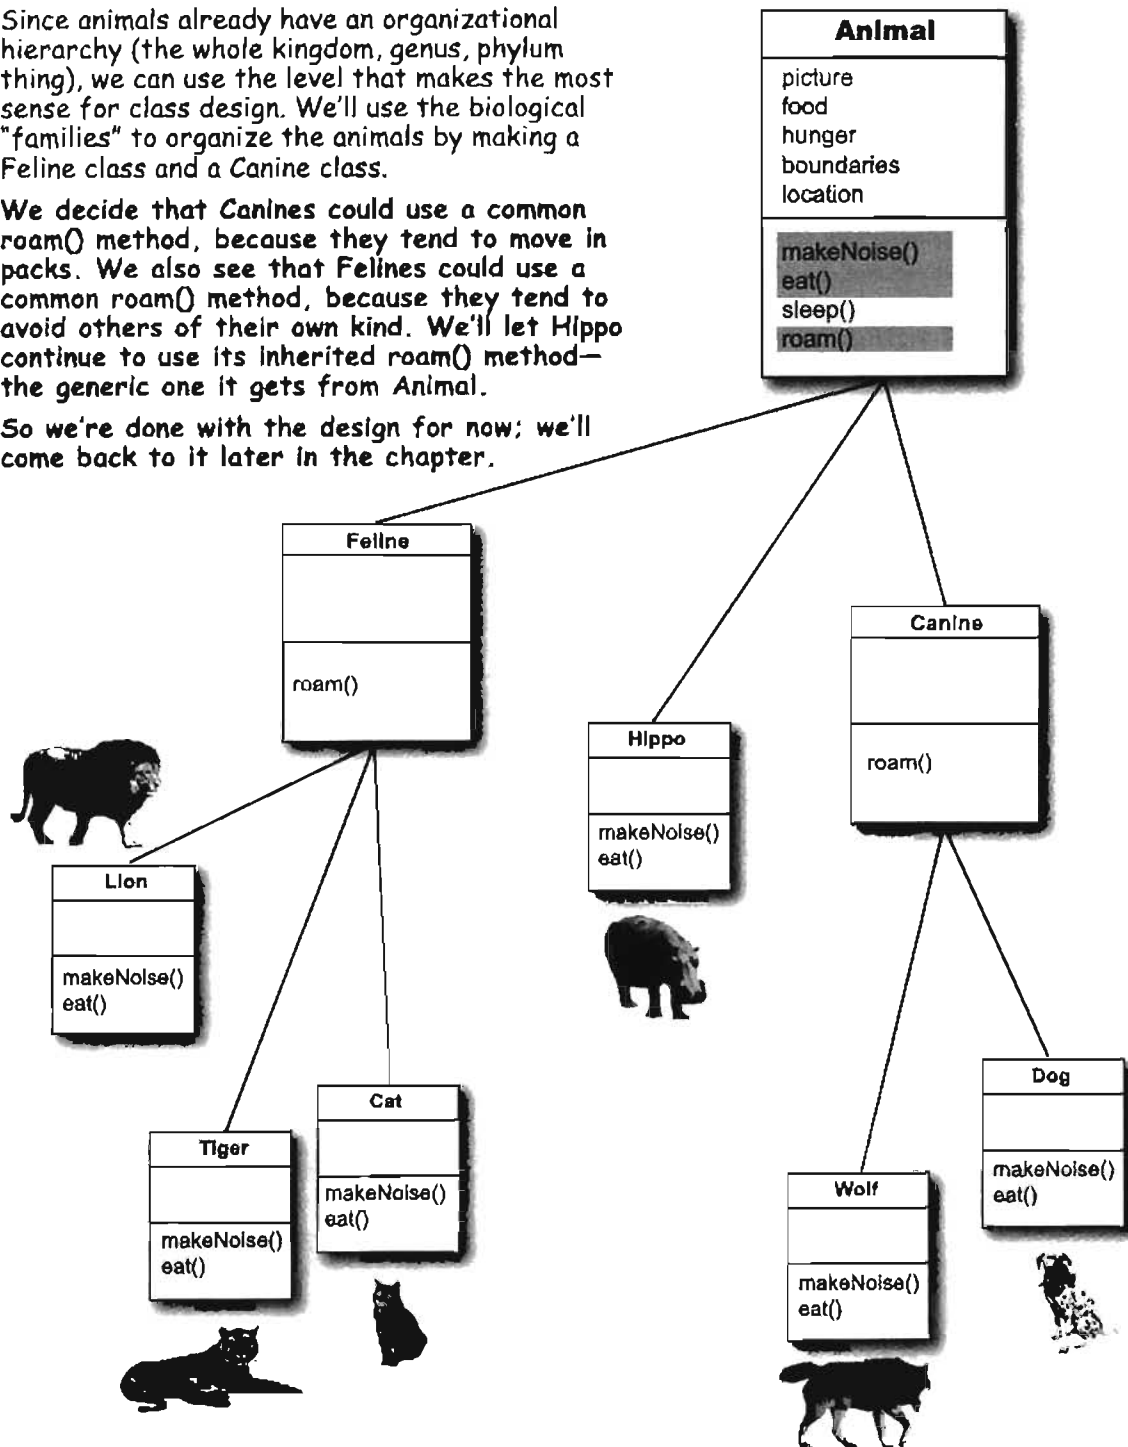 Since animals already have an organizational
hierarchy (the whole kingdom, genus, phylum
thing), we can use the level that makes the most
sense for class design. We'll use the biological
"families" to organize the animals by making a
Feline class and a Canine class.
We decide that Canines could use a common
roam() method, because they tend to move in
packs. We also see that Felines could use a
common roam() method, because they tend to
avoid others of their own kind. We'll let Hippo
continue to use its inherited roam() method—
the generic one it gets from Animal.
So we're done with the design for now; we'll
come back to it later in the chapter.
Animal
picture
food
hunger
boundaries
location
makeNoise()
eat()
sleep()
roam()
Feline
roam()
Canine
roam()
Hippo
makeNoise()
eat()
Lion
makeNoise()
eat()
Tiger
makeNoise()
eat()
Cat
makeNoise()
eat()
Wolf
makeNoise()
eat()
Dog
makeNoise()
eat()